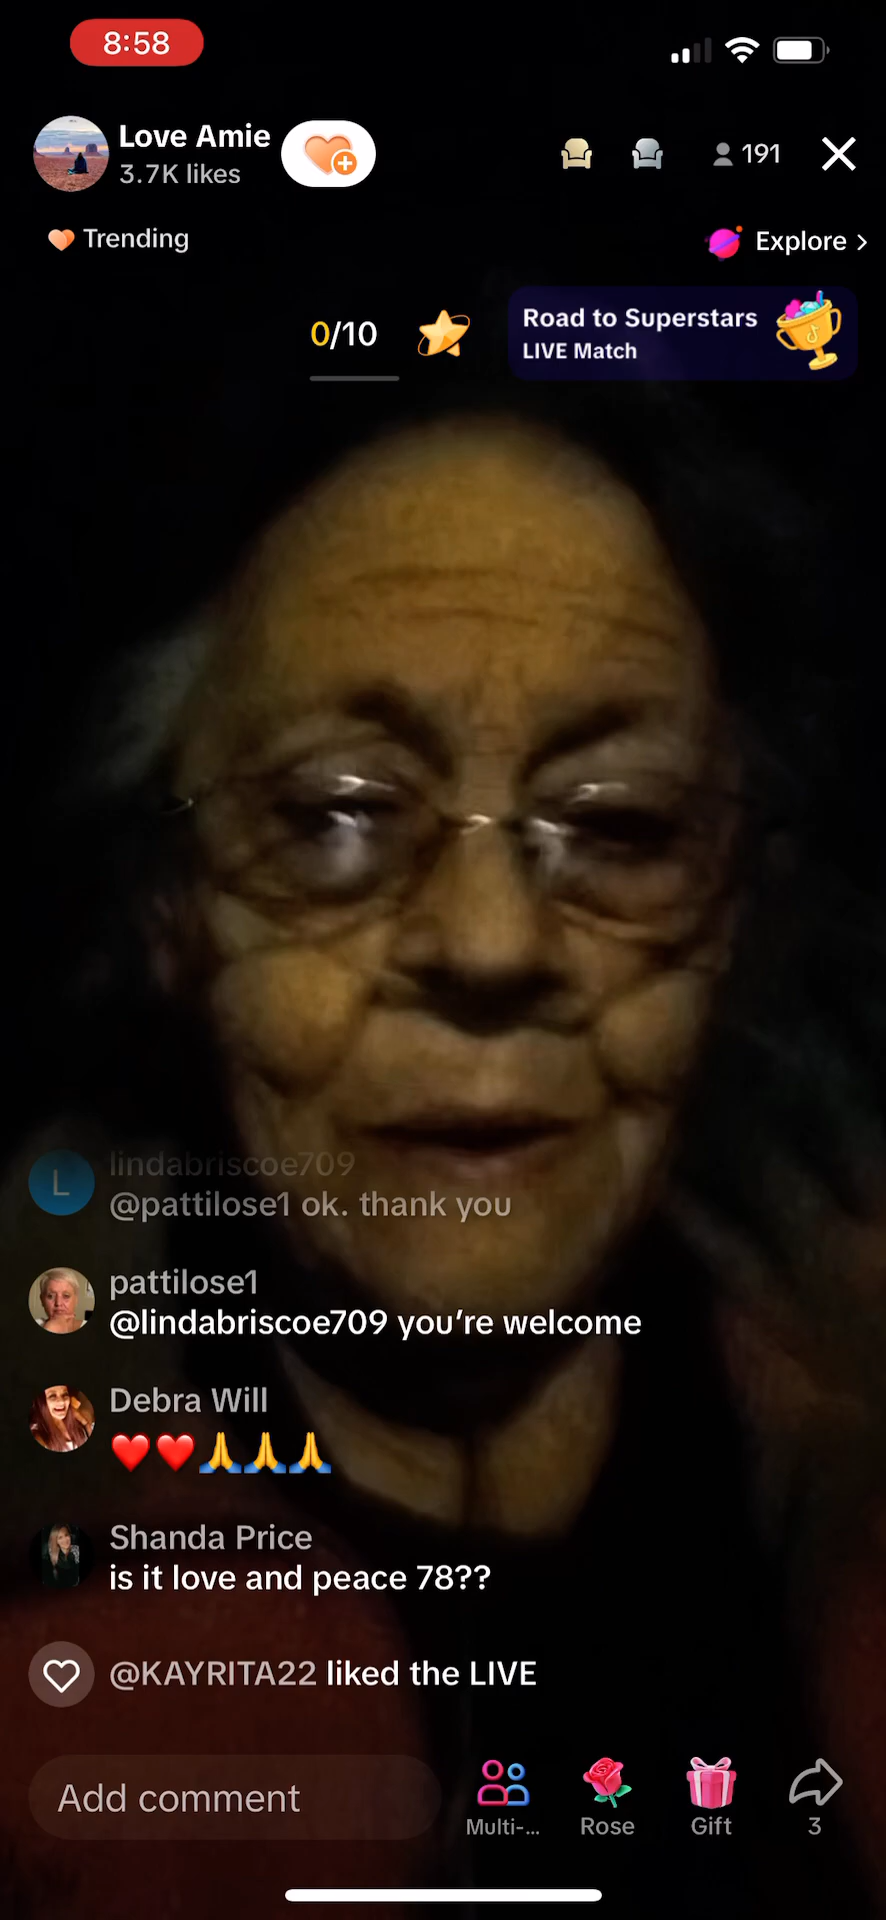 8:58
Love Amie
3.7K likes
191
Trending
Explore >
0/10
Road to Superstars
LIVE Match
lindabriscoe709
L
@pattilose1 ok. thank you
pattilose1
@lindabriscoe709 you’re welcome
Debra Will
❤️❤️🙏🙏🙏
Shanda Price
is it love and peace 78??
@KAYRITA22 liked the LIVE
Add comment
Multi-...
Rose
Gift
3